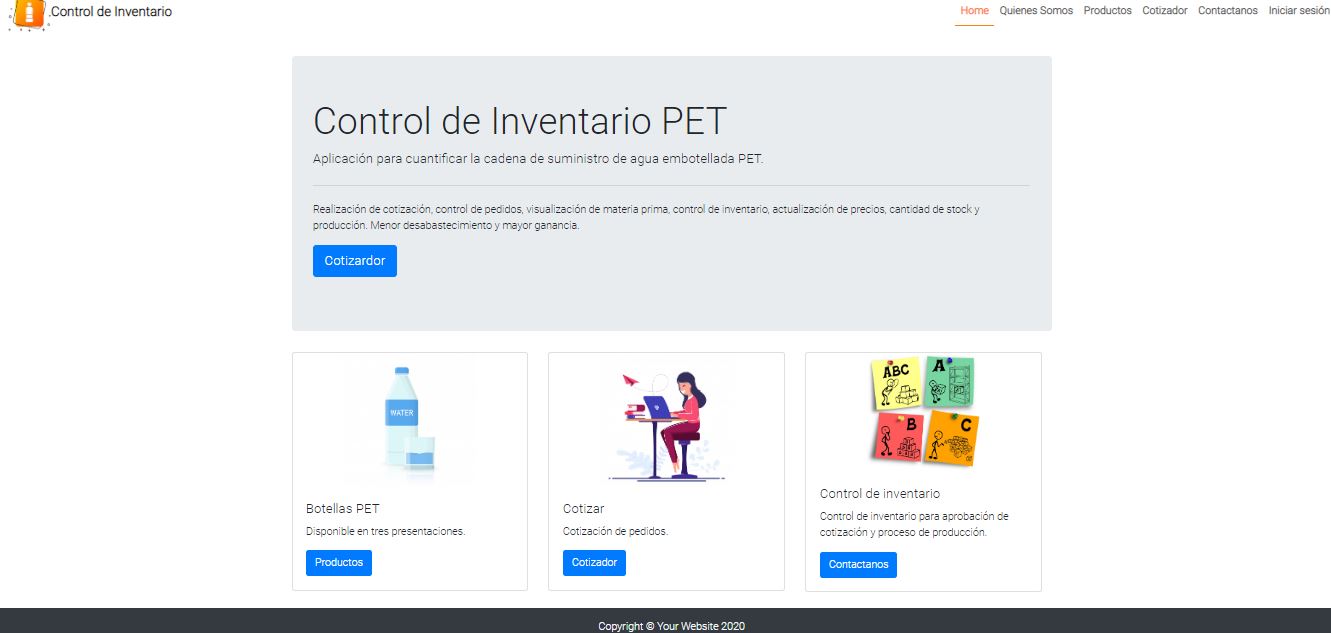 .Control de Inventario
Home Quienes Somos Productos Cotizador Contactanos Iniciar sesión
Control de Inventario PET
Aplicación para cuantificar la cadena de suministro de agua embotellada PET.
Realización de cotización, control de pedidos, visualización de materia prima, control de inventario, actualización de precios, cantidad de stock y
producción. Menor desabastecimiento y mayor ganancia.
Cotizardor
WATER
Botellas PET
Disponible en tres presentaciones.
Productos
Cotizar
Cotización de pedidos.
Cotizador
ABC
A
B
C
Control de inventario
Control de inventario para aprobación de
cotización y proceso de producción.
Contactanos
Copyright © Your Website 2020